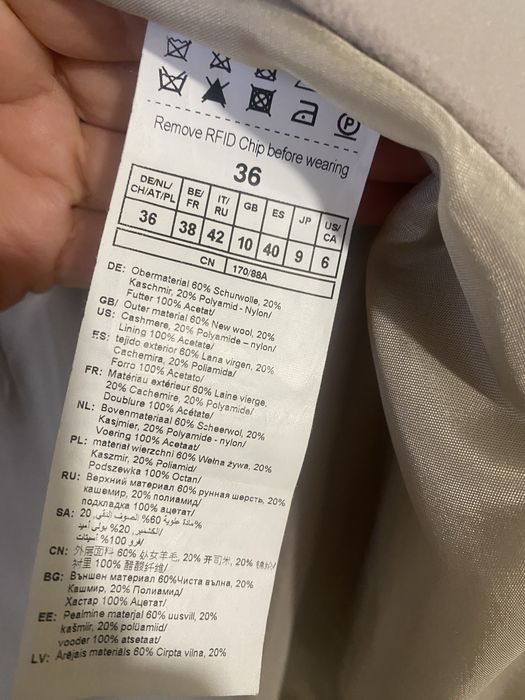 Remove RFID Chip before wearing
36
DE/NL/ BE/ IT/ GB ES JP US/
CH/AT/PL FR RU CA
36 38 42 10 40 9 6
CN 170/88A
DE: Obermaterial 60% Schurwolle, 20%
Kaschmir, 20% Polyamid - Nylon/
Futter 100% Acetat/
GB/ Outer material 60% New wool, 20%
US: Cashmere, 20% Polyamide – nylon/
Lining 100% Acetate/
ES: tejido exterior 60% Lana virgen, 20%
Cachemira, 20% Poliamida/
Forro 100% Acetato/
FR: Matériau extérieur 60% Laine vierge,
20% Cachemire, 20% Polyamide/
Doublure 100% Acétate/
NL: Bovenmateriaal 60% Scheerwol, 20%
Kasjmier, 20% Polyamide - nylon/
Voering 100% Acetaat/
PL: materiał wierzchni 60% Wełna żywa, 20%
Kaszmir, 20% Poliamid/
Podszewka 100% Octan/
RU: Верхний материал 60% рунная шерсть, 20%
кашемир, 20% полиамид/
подкладка 100% ацетат/
SA: 20 ,60% %
20%
100%
CN: 外层面料 60% 处女羊毛, 20% 开司米, 20% 锦纶/
衬里 100% 醋酸纤维/
BG: Външен материал 60%Чиста вълна, 20%
Кашмир, 20% Полиамид/
Хастар 100% Ацетат/
EE: Pealmine materjal 60% uusvill, 20%
kašmiir, 20% polüamiid/
vooder 100% atsetaat/
LV: Ārējais materiāls 60% Cirpta vilna, 20%